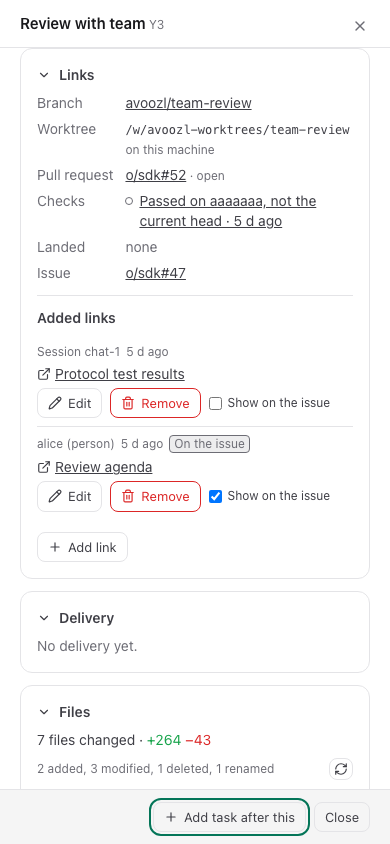 Review with team Y3
Links
Branch avoozl/team-review
Worktree /w/avoozl-worktrees/team-review
on this machine
Pull request o/sdk#52 · open
Checks Passed on aaaaaaa, not the
current head · 5 d ago
Landed none
Issue o/sdk#47
Added links
Session chat-1 5 d ago
Protocol test results
Edit Remove Show on the issue
alice (person) 5 d ago On the issue
Review agenda
Edit Remove Show on the issue
Add link
Delivery
No delivery yet.
Files
7 files changed · +264 −43
2 added, 3 modified, 1 deleted, 1 renamed
Add task after this Close